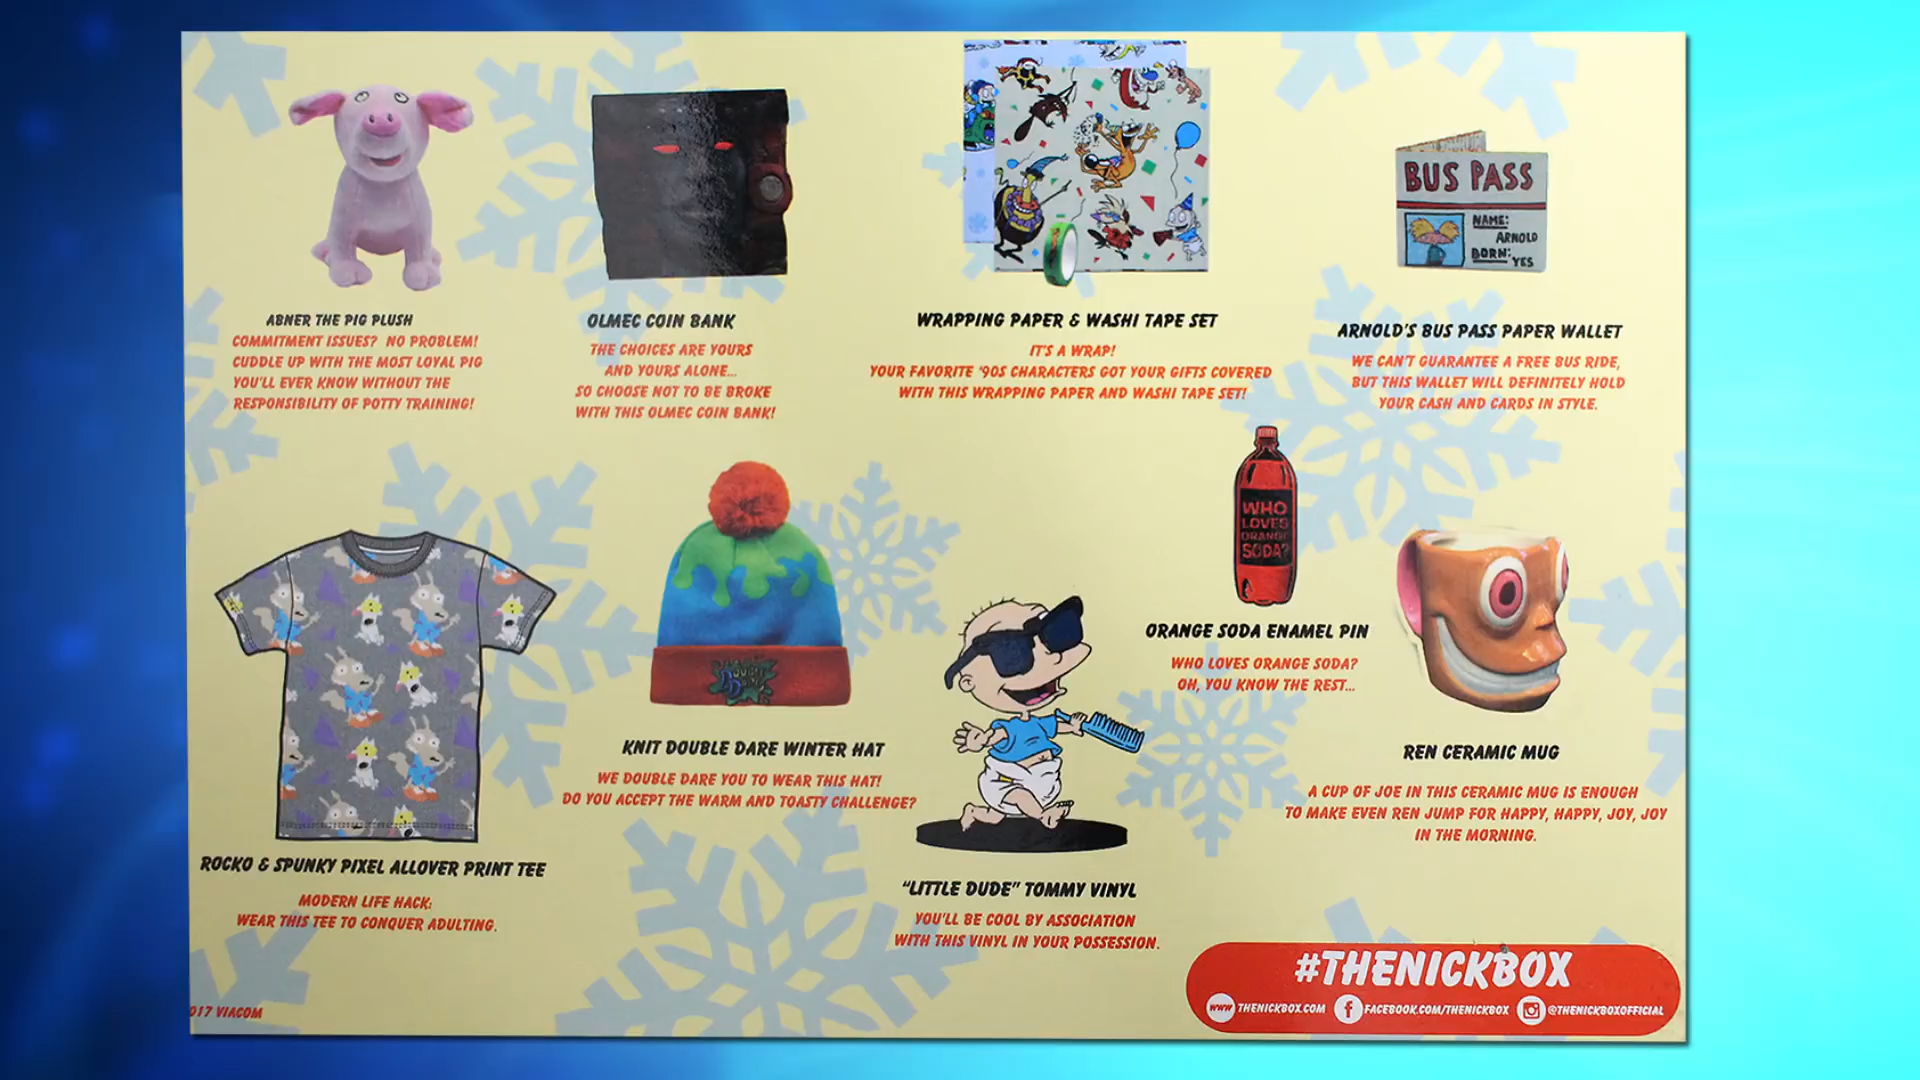 BUS PASS
NAME:
ARNOLD
BORN:
YES
ABNER THE PIG PLUSH
COMMITMENT ISSUES? NO PROBLEM!
CUDDLE UP WITH THE MOST LOYAL PIG
YOU'LL EVER KNOW WITHOUT THE
RESPONSIBILITY OF POTTY TRAINING!
OLMEC COIN BANK
THE CHOICES ARE YOURS
AND YOURS ALONE...
SO CHOOSE NOT TO BE BROKE
WITH THIS OLMEC COIN BANK!
WRAPPING PAPER & WASHI TAPE SET
IT'S A WRAP!
YOUR FAVORITE '90S CHARACTERS GOT YOUR GIFTS COVERED
WITH THIS WRAPPING PAPER AND WASHI TAPE SET!
ARNOLD'S BUS PASS PAPER WALLET
WE CAN'T GUARANTEE A FREE BUS RIDE,
BUT THIS WALLET WILL DEFINITELY HOLD
YOUR CASH AND CARDS IN STYLE.
WHO
LOVES
ORANGE
SODA?
ORANGE SODA ENAMEL PIN
WHO LOVES ORANGE SODA?
OH, YOU KNOW THE REST...
DOUBLE
DARE
KNIT DOUBLE DARE WINTER HAT
WE DOUBLE DARE YOU TO WEAR THIS HAT!
DO YOU ACCEPT THE WARM AND TOASTY CHALLENGE?
REN CERAMIC MUG
A CUP OF JOE IN THIS CERAMIC MUG IS ENOUGH
TO MAKE EVEN REN JUMP FOR HAPPY, HAPPY, JOY, JOY
IN THE MORNING.
ROCKO & SPUNKY PIXEL ALLOVER PRINT TEE
MODERN LIFE HACK:
WEAR THIS TEE TO CONQUER ADULTING.
"LITTLE DUDE" TOMMY VINYL
YOU'LL BE COOL BY ASSOCIATION
WITH THIS VINYL IN YOUR POSSESSION.
#THENICKBOX
WWW THENICKBOX.COM f FACEBOOK.COM/THENICKBOX @THENICKBOXOFFICIAL
017 VIACOM